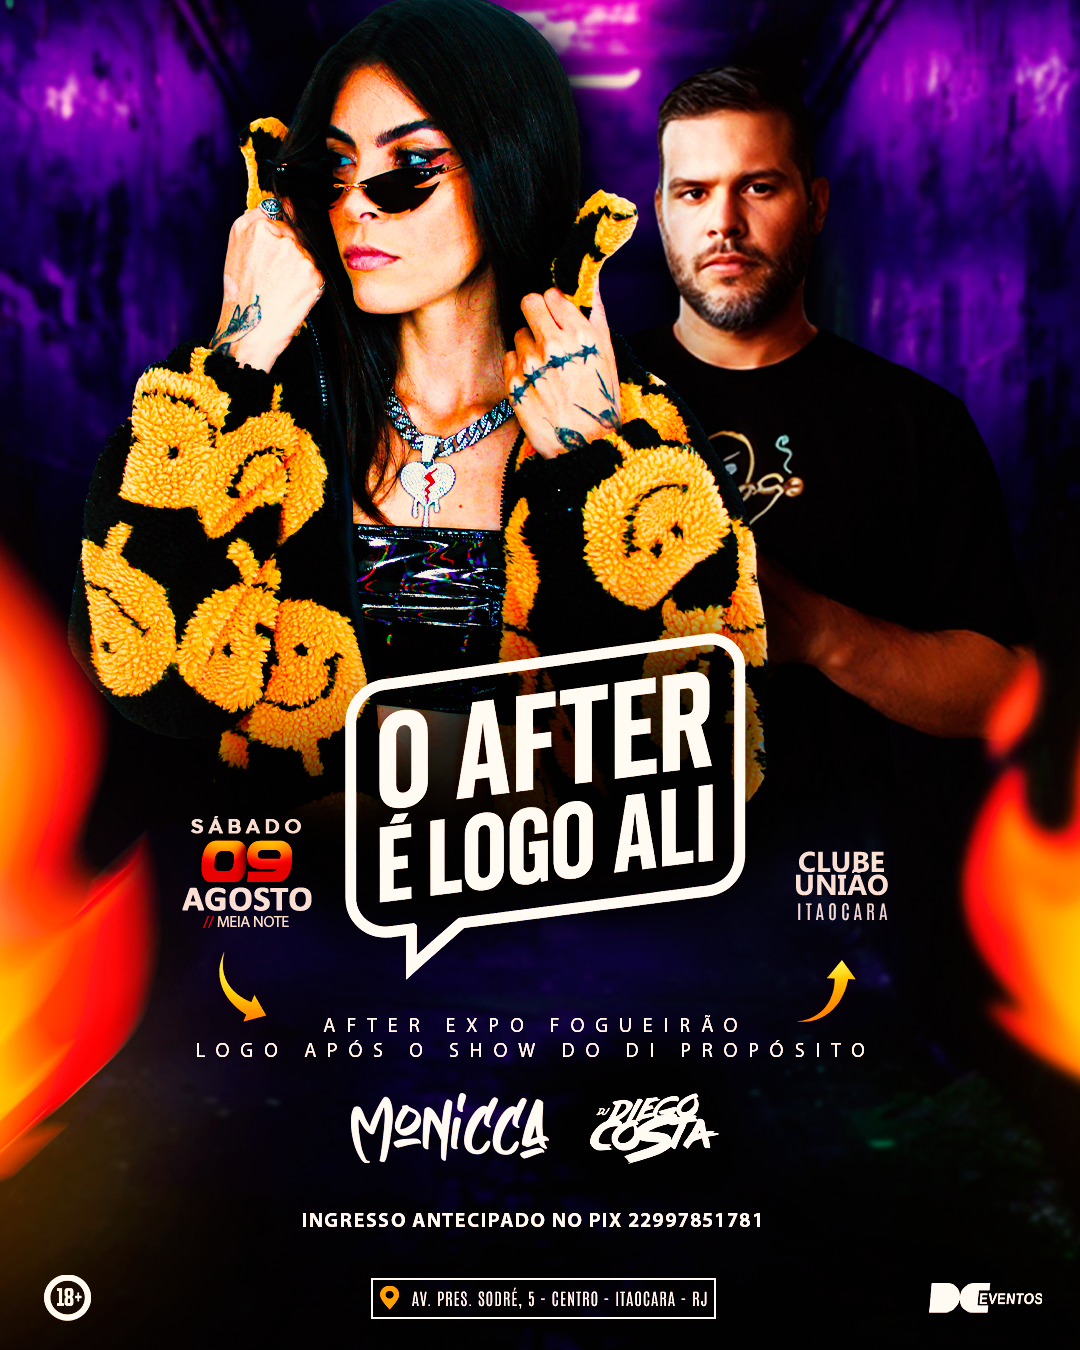 O AFTER
É LOGO ALI
SÁBADO
09
AGOSTO
// MEIA NOTE
CLUBE
UNIÃO
ITAOCARA
AFTER EXPO FOGUEIRÃO
LOGO APÓS O SHOW DO DI PROPÓSITO
MONICCA
DJ DIEGO
COSTA
INGRESSO ANTECIPADO NO PIX 22997851781
18+
AV. PRES. SODRÉ, 5 - CENTRO - ITAOCARA - RJ
DC EVENTOS